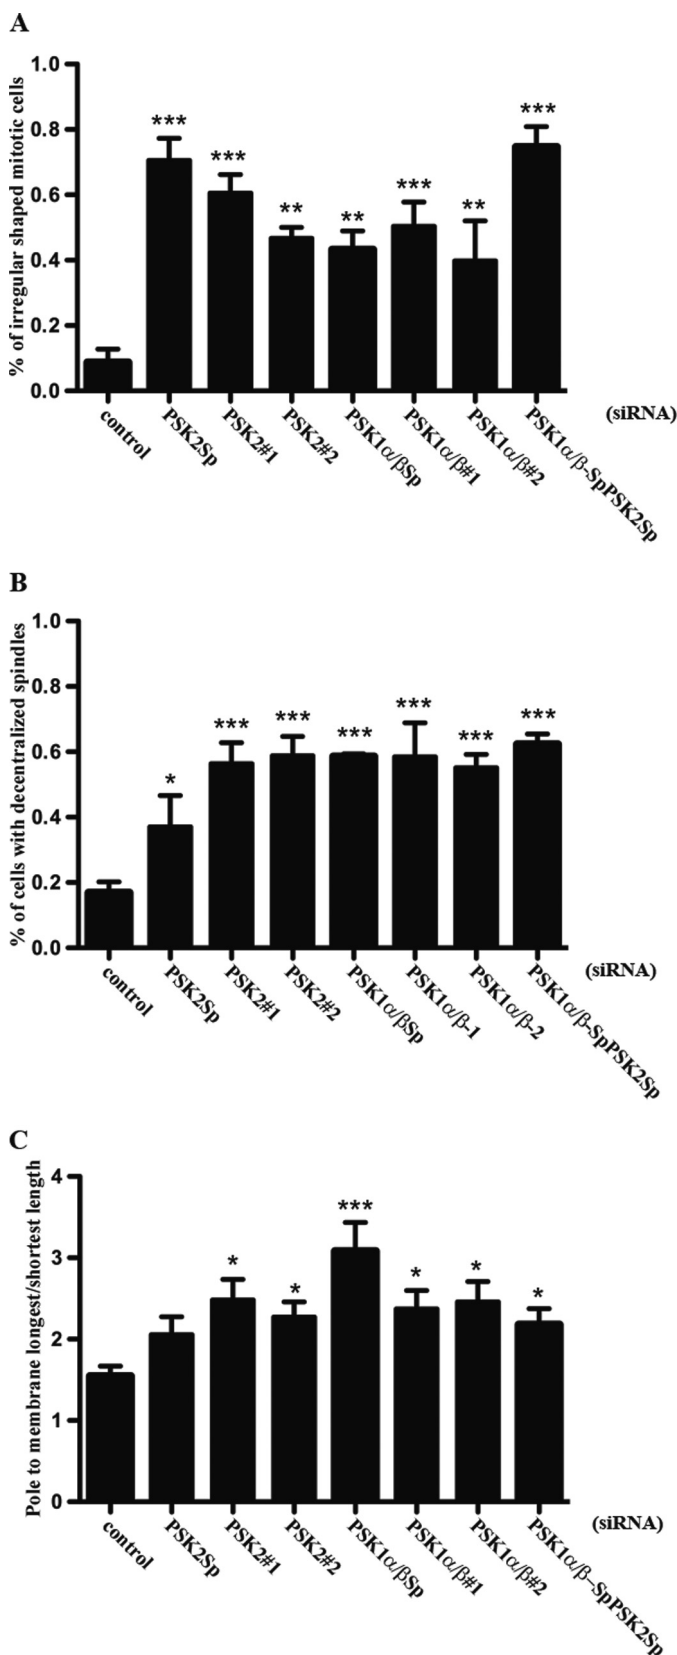 A
% of irregular shaped mitotic cells
1.0
0.8
0.6
0.4
0.2
0.0
***
***
**
**
***
**
***
control
PSK2Sp
PSK2#1
PSK2#2
PSK1α/βSp
PSK1α/β#1
PSK1α/β#2
PSK1α/β-SpPSK2Sp
(siRNA)
B
% of cells with decentralized spindles
1.0
0.8
0.6
0.4
0.2
0.0
*
***
***
***
***
***
***
control
PSK2Sp
PSK2#1
PSK2#2
PSK1α/βSp
PSK1α/β-1
PSK1α/β-2
PSK1α/β-SpPSK2Sp
(siRNA)
C
Pole to membrane longest/shortest length
4
3
2
1
0
*
*
***
*
*
*
control
PSK2Sp
PSK2#1
PSK2#2
PSK1α/βSp
PSK1α/β#1
PSK1α/β#2
PSK1α/β–SpPSK2Sp
(siRNA)